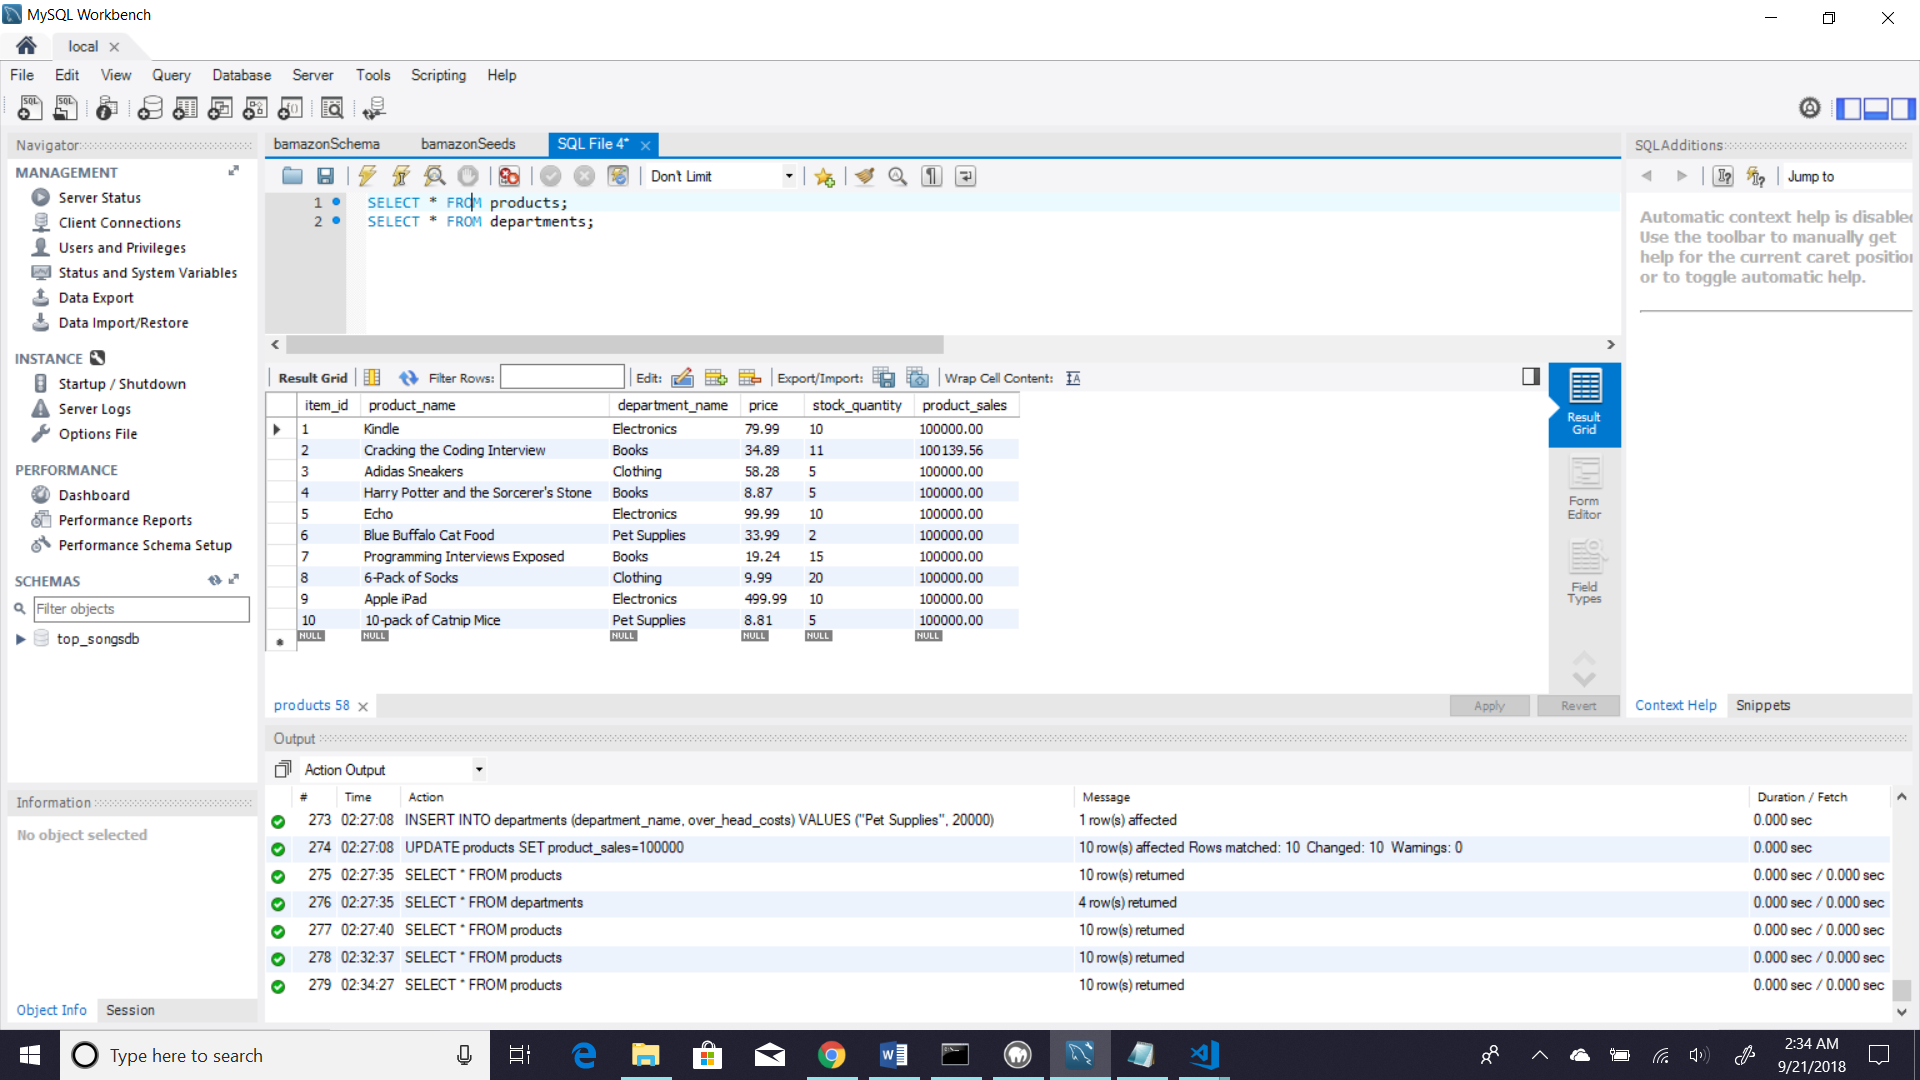 MySQL Workbench
local
File Edit View Query Database Server Tools Scripting Help
Navigator
MANAGEMENT
Server Status
Client Connections
Users and Privileges
Status and System Variables
Data Export
Data Import/Restore
INSTANCE
Startup / Shutdown
Server Logs
Options File
PERFORMANCE
Dashboard
Performance Reports
Performance Schema Setup
SCHEMAS
Filter objects
top_songsdb
Information
No object selected
Object Info Session
bamazonSchema bamazonSeeds SQL File 4*
Don't Limit
1 SELECT * FROM products;
2 SELECT * FROM departments;
Result Grid Filter Rows: Edit: Export/Import: Wrap Cell Content:
item_id product_name department_name price stock_quantity product_sales
1 Kindle Electronics 79.99 10 100000.00
2 Cracking the Coding Interview Books 34.89 11 100139.56
3 Adidas Sneakers Clothing 58.28 5 100000.00
4 Harry Potter and the Sorcerer's Stone Books 8.87 5 100000.00
5 Echo Electronics 99.99 10 100000.00
6 Blue Buffalo Cat Food Pet Supplies 33.99 2 100000.00
7 Programming Interviews Exposed Books 19.24 15 100000.00
8 6-Pack of Socks Clothing 9.99 20 100000.00
9 Apple iPad Electronics 499.99 10 100000.00
10 10-pack of Catnip Mice Pet Supplies 8.81 5 100000.00
NULL NULL NULL NULL NULL NULL
Result Grid
Form Editor
Field Types
products 58 Apply Revert
SQLAdditions
Jump to
Automatic context help is disabled
Use the toolbar to manually get
help for the current caret position
or to toggle automatic help.
Context Help Snippets
Output
Action Output
# Time Action Message Duration / Fetch
273 02:27:08 INSERT INTO departments (department_name, over_head_costs) VALUES ("Pet Supplies", 20000) 1 row(s) affected 0.000 sec
274 02:27:08 UPDATE products SET product_sales=100000 10 row(s) affected Rows matched: 10 Changed: 10 Warnings: 0 0.000 sec
275 02:27:35 SELECT * FROM products 10 row(s) returned 0.000 sec / 0.000 sec
276 02:27:35 SELECT * FROM departments 4 row(s) returned 0.000 sec / 0.000 sec
277 02:27:40 SELECT * FROM products 10 row(s) returned 0.000 sec / 0.000 sec
278 02:32:37 SELECT * FROM products 10 row(s) returned 0.000 sec / 0.000 sec
279 02:34:27 SELECT * FROM products 10 row(s) returned 0.000 sec / 0.000 sec
Type here to search
2:34 AM
9/21/2018